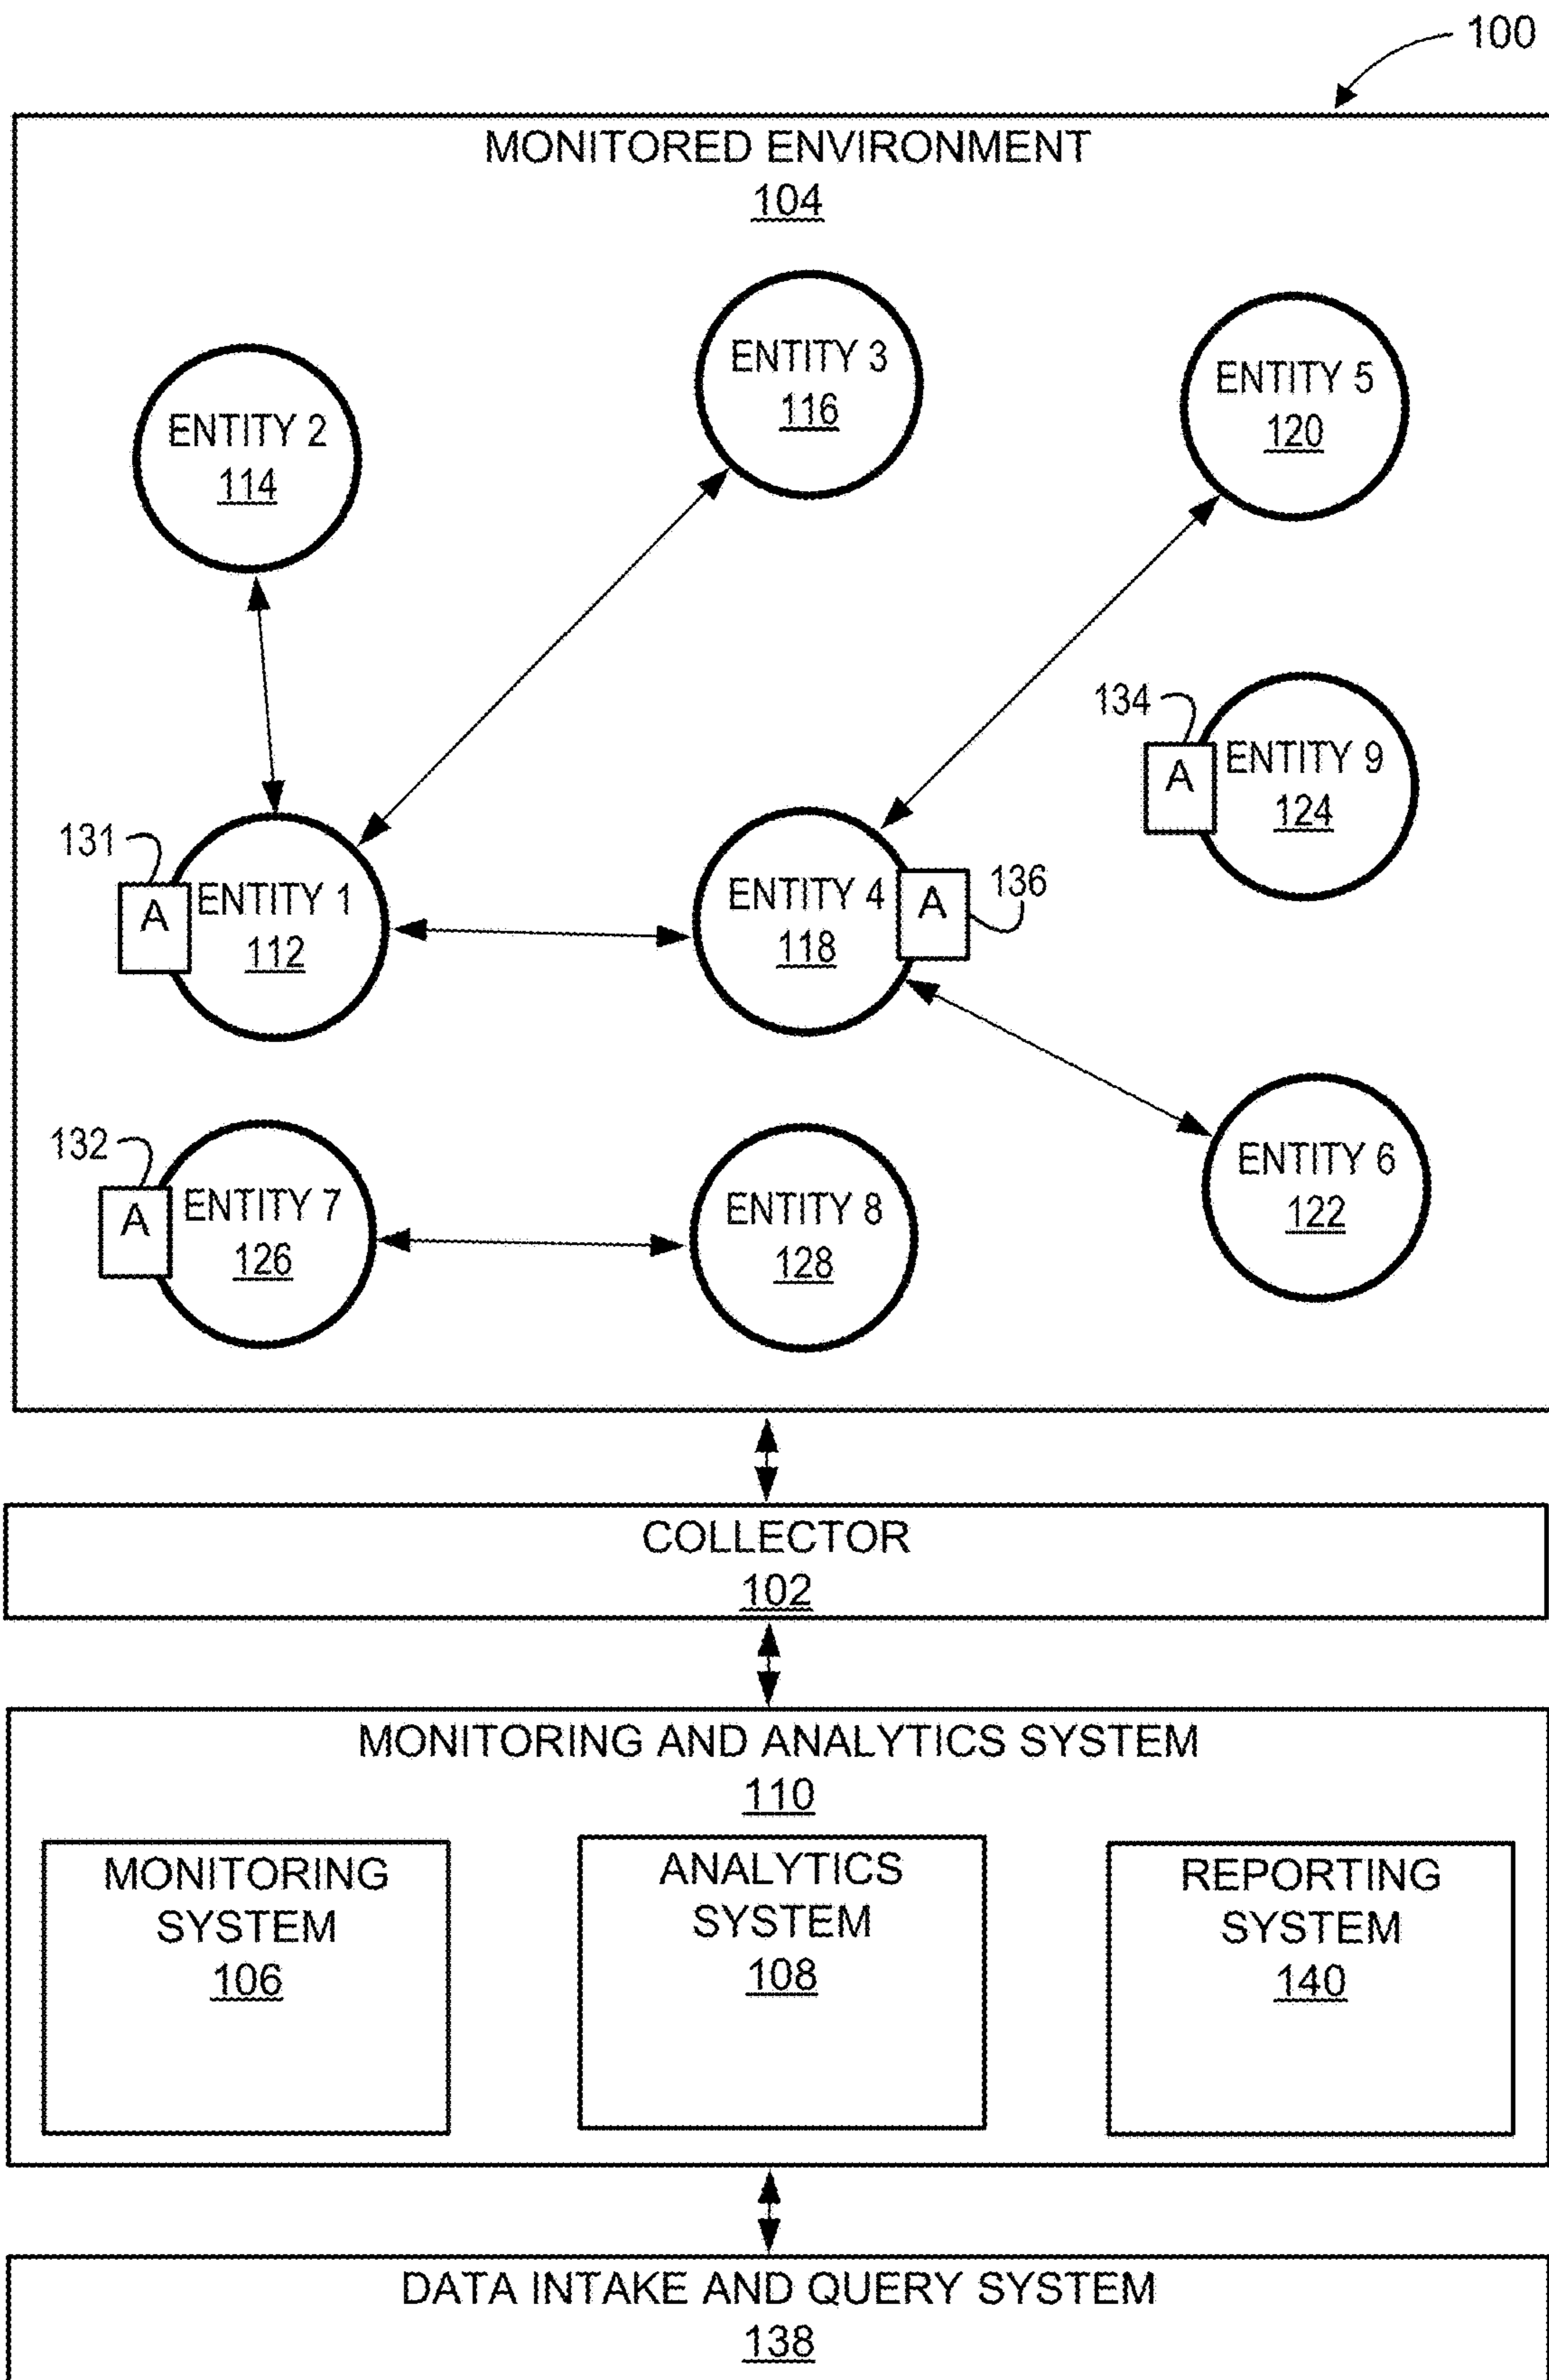 100
MONITORED ENVIRONMENT
104
ENTITY 3
116
ENTITY 5
120
ENTITY 2
114
134
A
ENTITY 9
124
131
A
ENTITY 1
112
ENTITY 4
118
A
136
132
A
ENTITY 7
126
ENTITY 8
128
ENTITY 6
122
COLLECTOR
102
MONITORING AND ANALYTICS SYSTEM
110
MONITORING
SYSTEM
106
ANALYTICS
SYSTEM
108
REPORTING
SYSTEM
140
DATA INTAKE AND QUERY SYSTEM
138